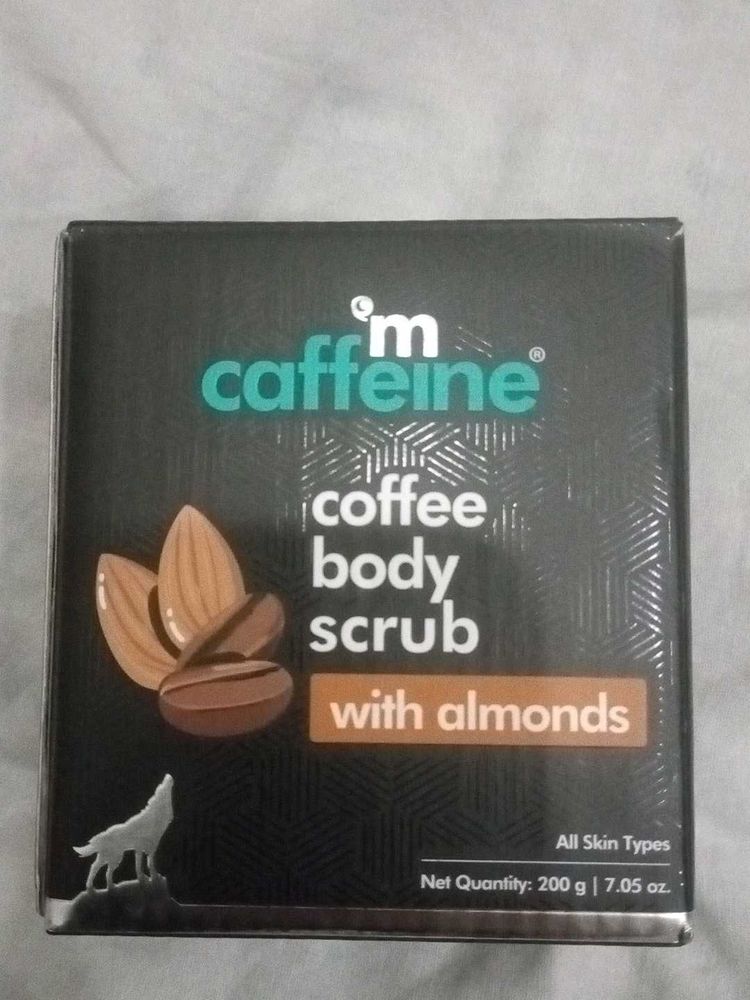 'm
caffeine®
coffee
body
scrub
with almonds
All Skin Types
Net Quantity: 200 g | 7.05 oz.